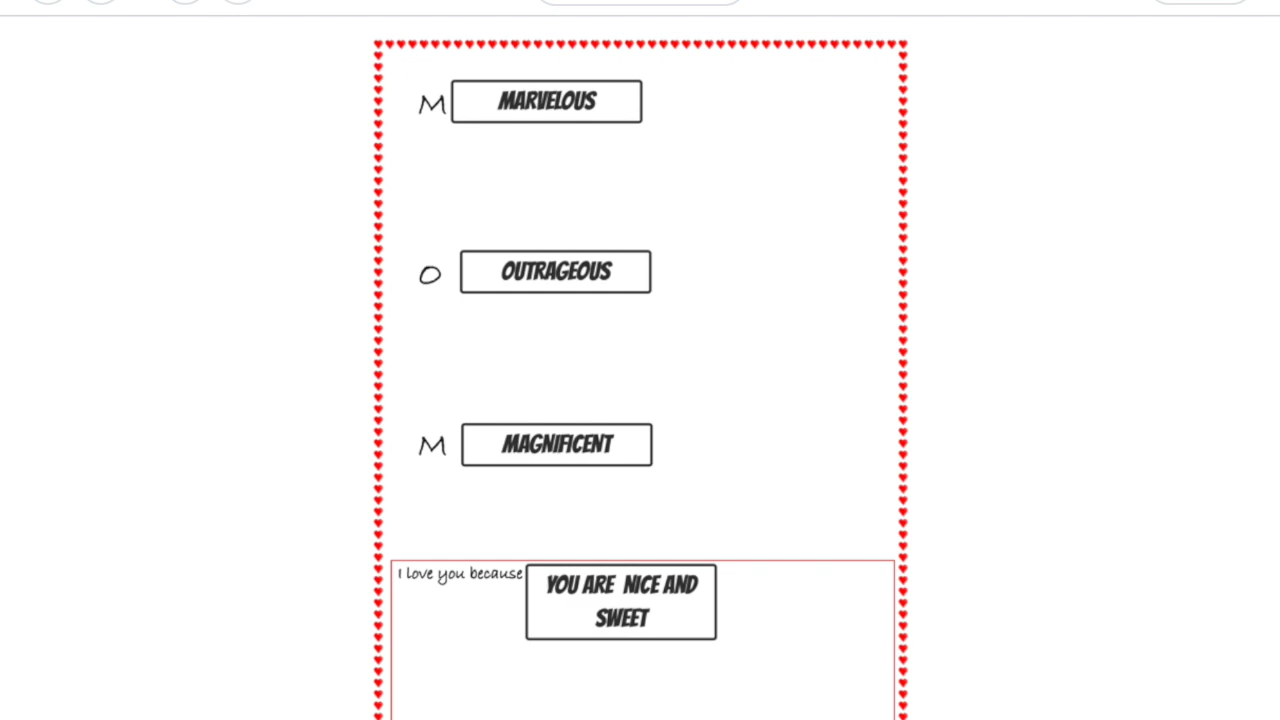 M MARVELOUS
O OUTRAGEOUS
M MAGNIFICENT
I love you because YOU ARE NICE AND
SWEET